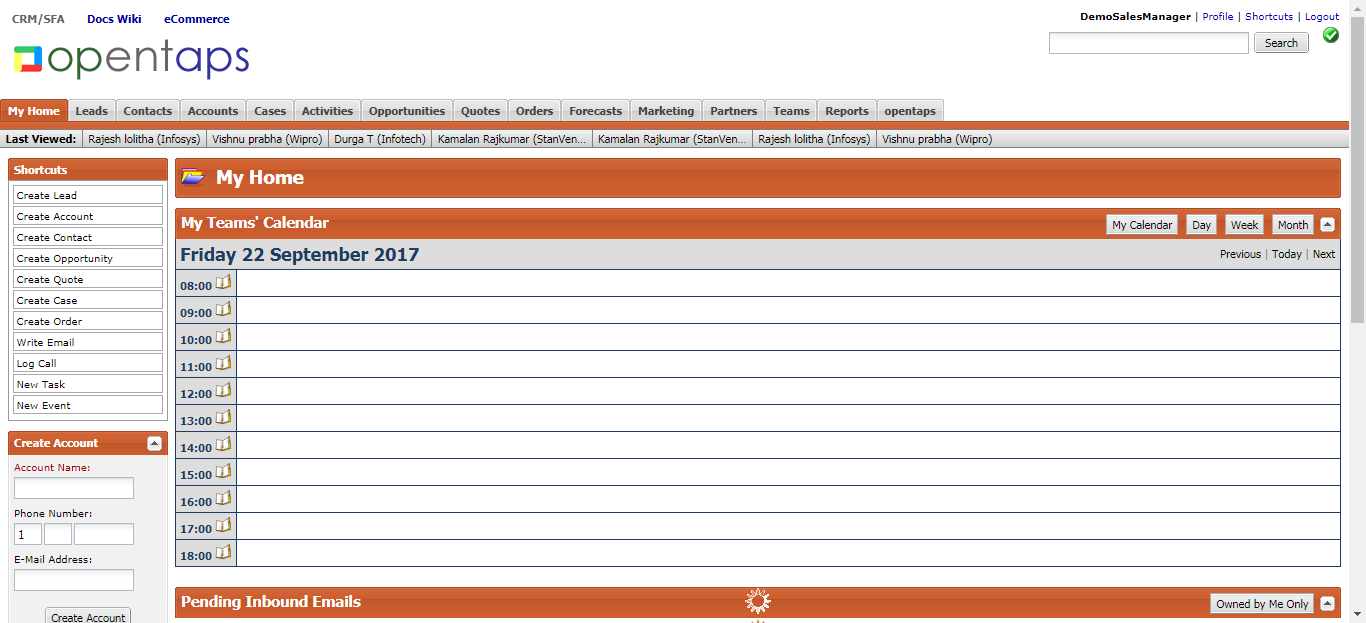 CRM/SFA Docs Wiki eCommerce
DemoSalesManager | Profile | Shortcuts | Logout
opentaps
Search
My Home Leads Contacts Accounts Cases Activities Opportunities Quotes Orders Forecasts Marketing Partners Teams Reports opentaps
Last Viewed: Rajesh lolitha (Infosys) Vishnu prabha (Wipro) Durga T (Infotech) Kamalan Rajkumar (StanVen... Kamalan Rajkumar (StanVen... Rajesh lolitha (Infosys) Vishnu prabha (Wipro)
Shortcuts
Create Lead
Create Account
Create Contact
Create Opportunity
Create Quote
Create Case
Create Order
Write Email
Log Call
New Task
New Event
Create Account
Account Name:
Phone Number:
1
E-Mail Address:
Create Account
My Home
My Teams' Calendar My Calendar Day Week Month
Friday 22 September 2017 Previous | Today | Next
08:00
09:00
10:00
11:00
12:00
13:00
14:00
15:00
16:00
17:00
18:00
Pending Inbound Emails Owned by Me Only